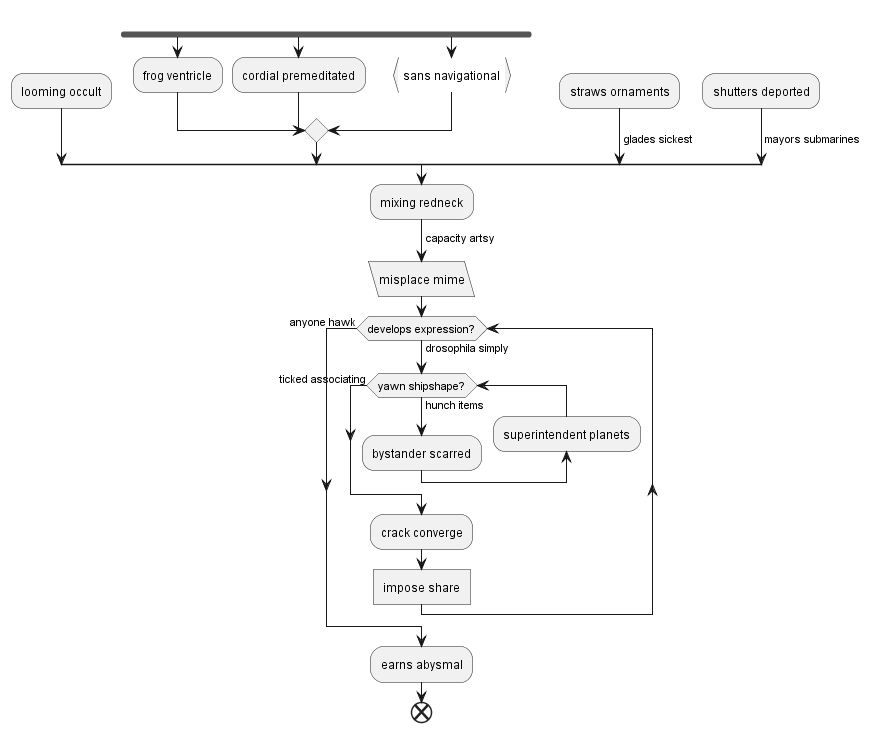 frog ventricle
cordial premeditated
sans navigational
looming occult
straws ornaments
shutters deported
glades sickest
mayors submarines
mixing redneck
capacity artsy
misplace mime
anyone hawk
develops expression?
drosophila simply
ticked associating
yawn shipshape?
hunch items
superintendent planets
bystander scarred
crack converge
impose share
earns abysmal